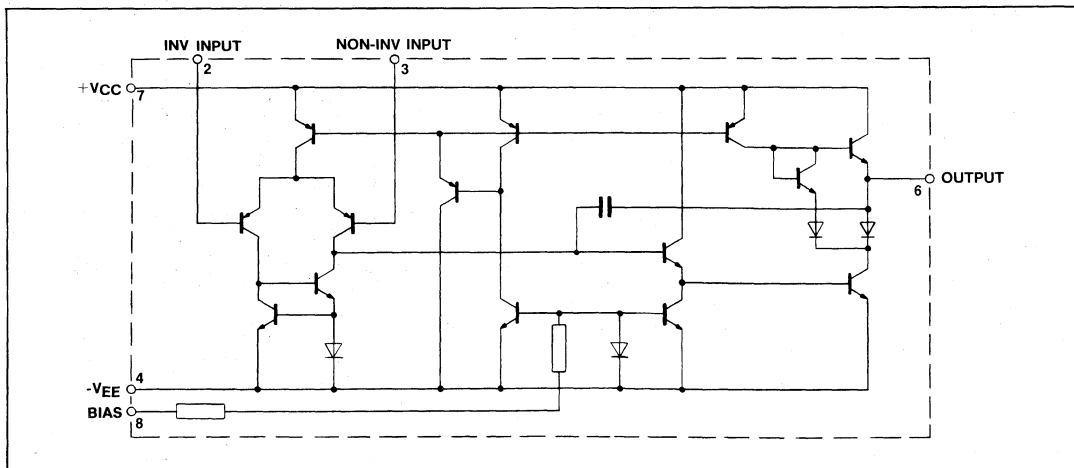 INV INPUT
2
NON-INV INPUT
3
+VCC
7
6
OUTPUT
4
-VEE
BIAS
8